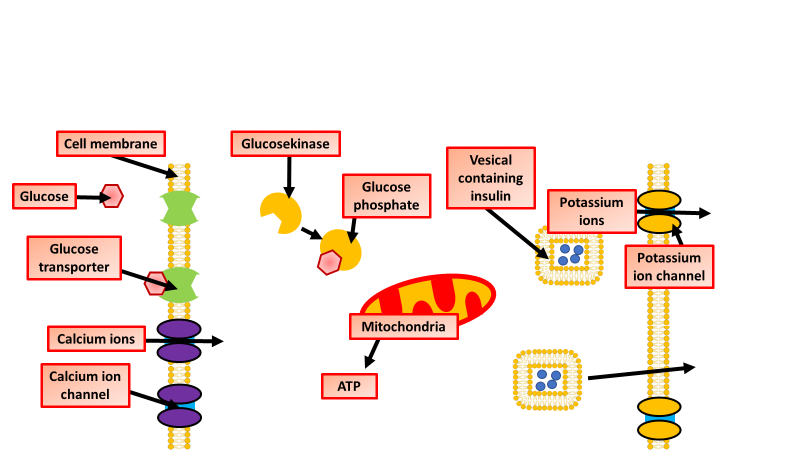 Cell membrane
Glucosekinase
Vesical
containing
insulin
Glucose
Glucose
phosphate
Potassium
ions
Glucose
transporter
Potassium
ion channel
Calcium ions
Mitochondria
Calcium ion
channel
ATP